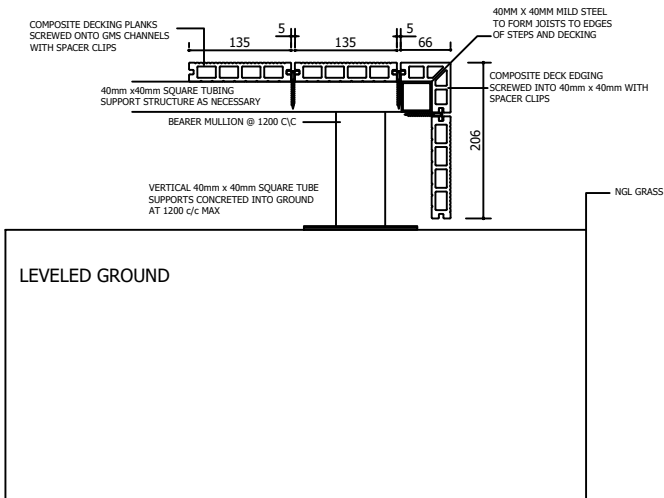 COMPOSITE DECKING PLANKS
SCREWED ONTO GMS CHANNELS
WITH SPACER CLIPS
40MM X 40MM MILD STEEL
TO FORM JOISTS TO EDGES
OF STEPS AND DECKING
5
5
135
135
66
COMPOSITE DECK EDGING
SCREWED INTO 40mm x 40mm WITH
SPACER CLIPS
40mm x40mm SQUARE TUBING
SUPPORT STRUCTURE AS NECESSARY
BEARER MULLION @ 1200 C\C
206
VERTICAL 40mm x 40mm SQUARE TUBE
SUPPORTS CONCRETED INTO GROUND
AT 1200 c/c MAX
NGL GRASS
LEVELED GROUND